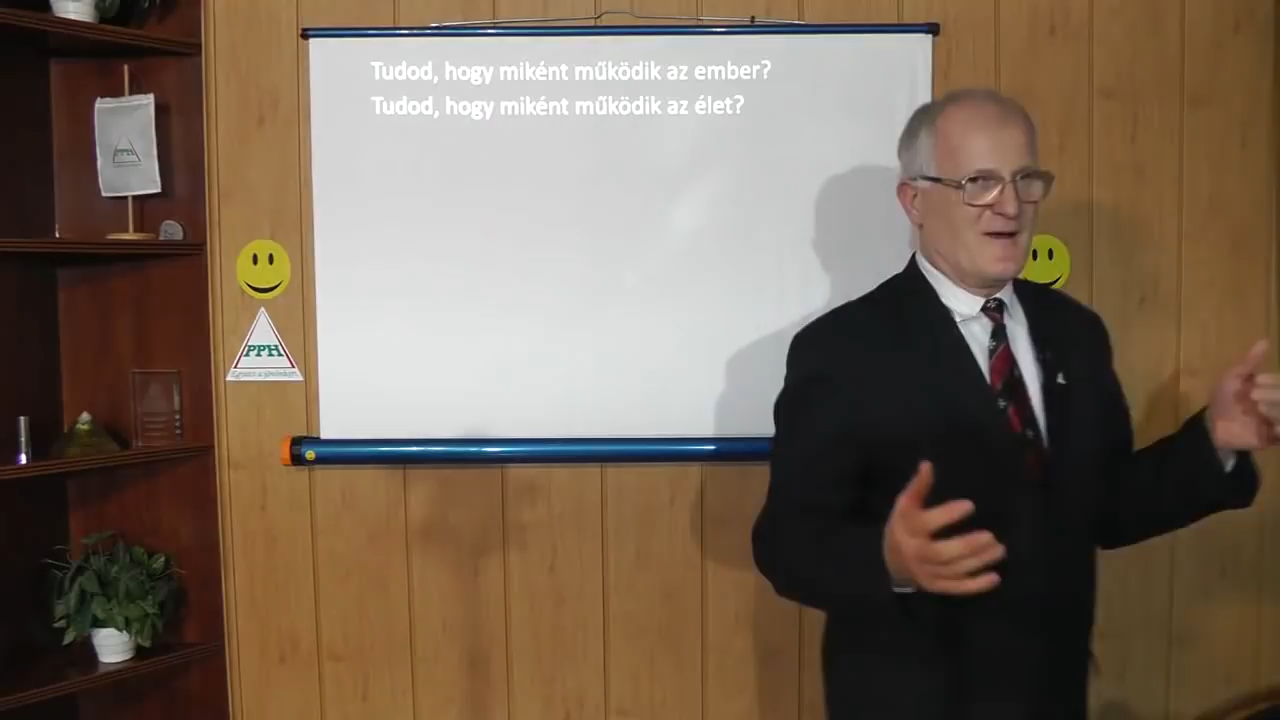 Tudod, hogy miként működik az ember?
Tudod, hogy miként működik az élet?
PPH